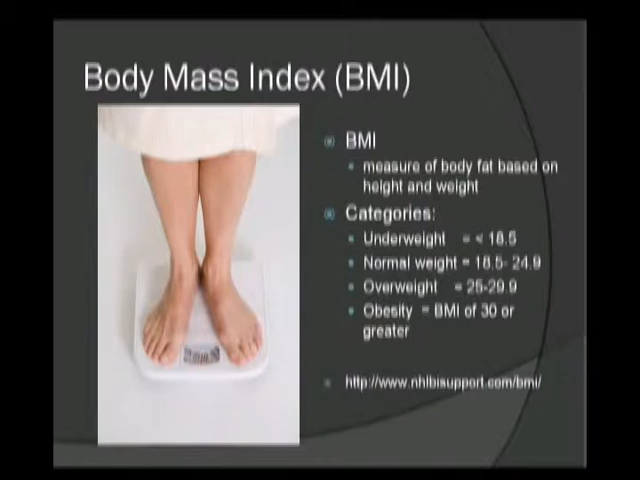 Body Mass Index (BMI)
BMI
measure of body fat based on
height and weight
Categories:
Underweight = < 18.5
Normal weight = 18.5- 24.9
Overweight = 25-29.9
Obesity = BMI of 30 or
greater
http://www.nhlbisupport.com/bmi/